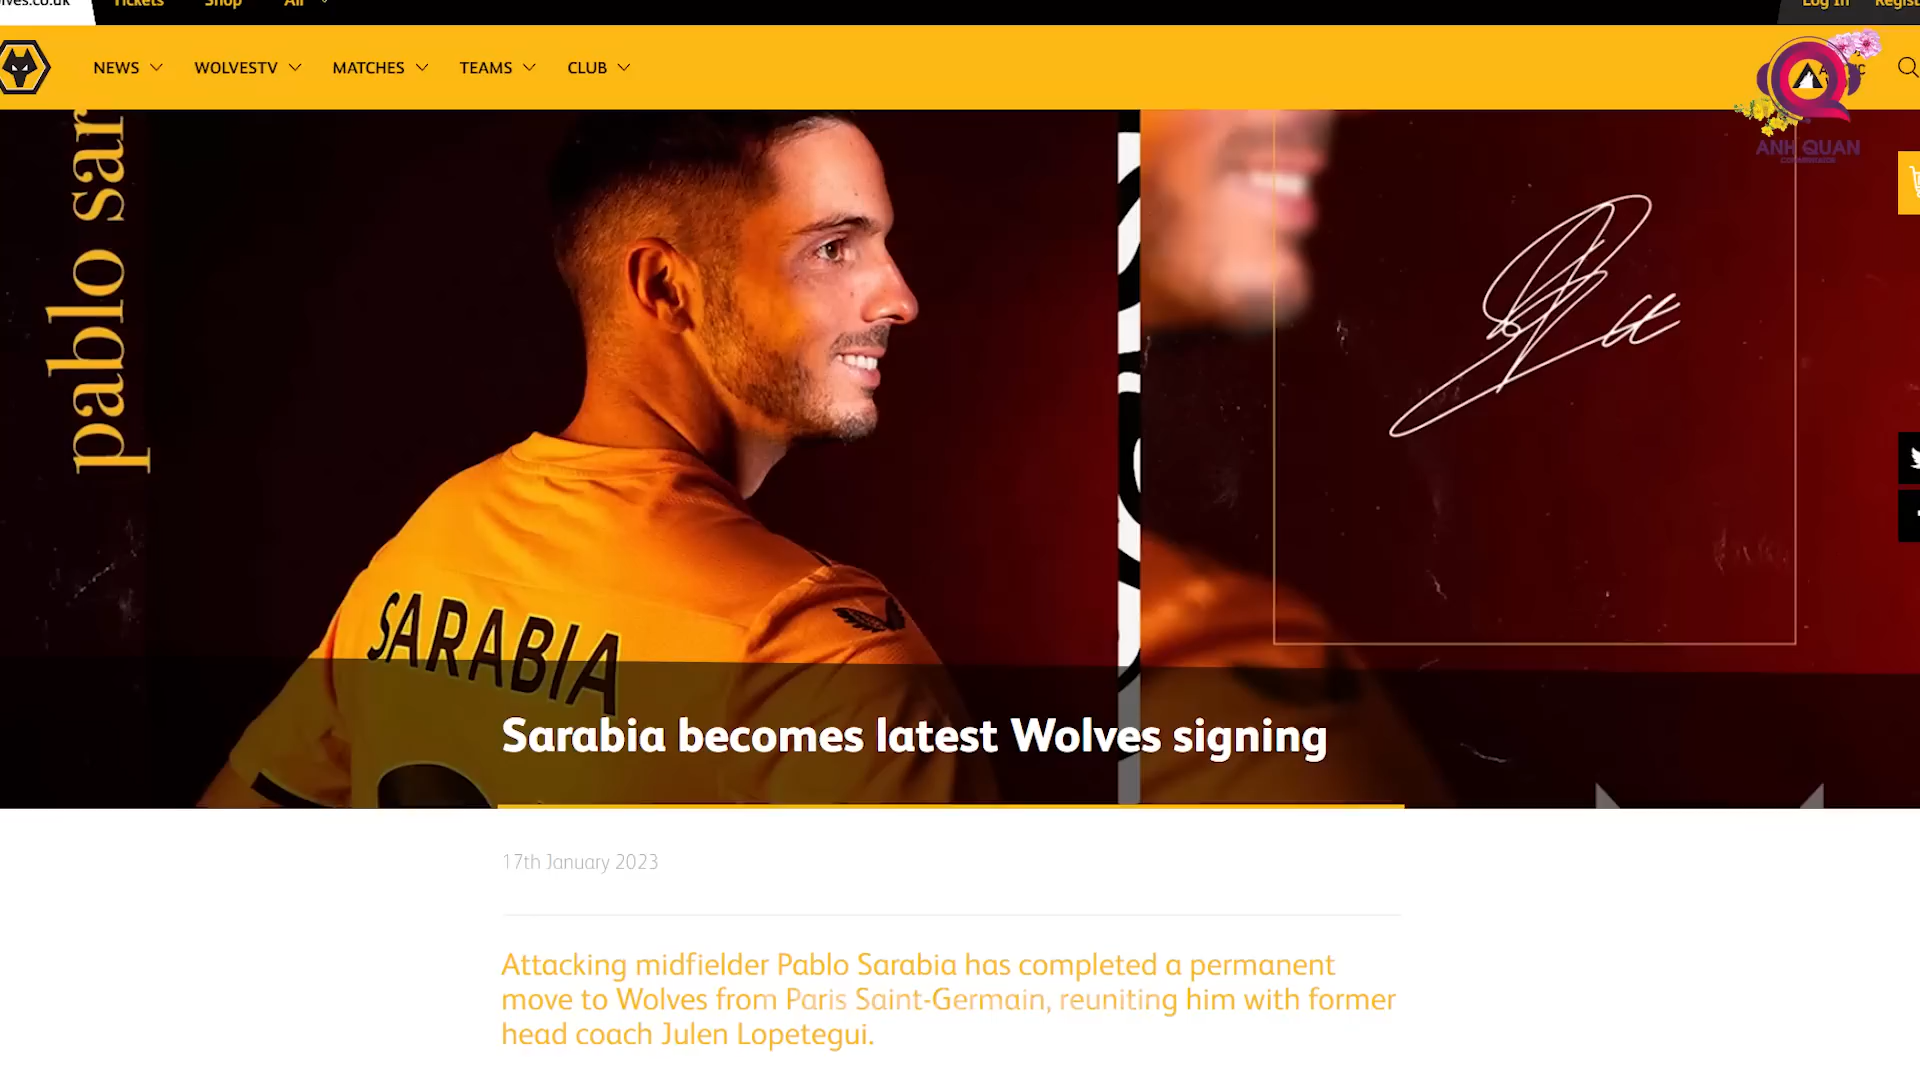 Tickets
Shop
All
Log In
NEWS
WOLVESTV
MATCHES
TEAMS
CLUB
ANH QUAN
pablo sar
SARABIA
Sarabia becomes latest Wolves signing
17th January 2023
Attacking midfielder Pablo Sarabia has completed a permanent
move to Wolves from Paris Saint-Germain, reuniting him with former
head coach Julen Lopetegui.